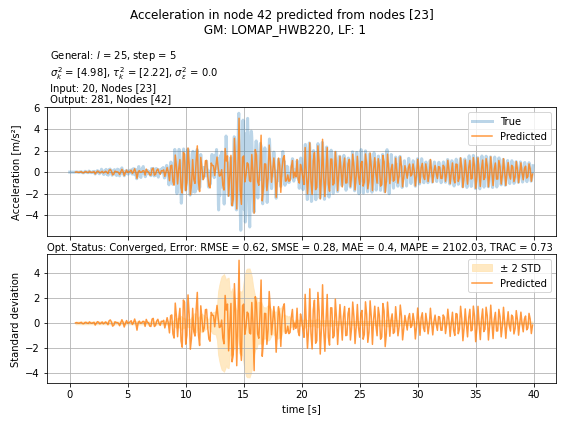 Acceleration in node 42 predicted from nodes [23]
GM: LOMAP_HWB220, LF: 1
General: l = 25, step = 5
σ²ₖ = [4.98], τ²ₖ = [2.22], σ²ε = 0.0
Input: 20, Nodes [23]
Output: 281, Nodes [42]
6
4
2
0
−2
−4
Acceleration [m/s²]
True
Predicted
Opt. Status: Converged, Error: RMSE = 0.62, SMSE = 0.28, MAE = 0.4, MAPE = 2102.03, TRAC = 0.73
4
2
0
−2
−4
Standard deviation
± 2 STD
Predicted
0 5 10 15 20 25 30 35 40
time [s]